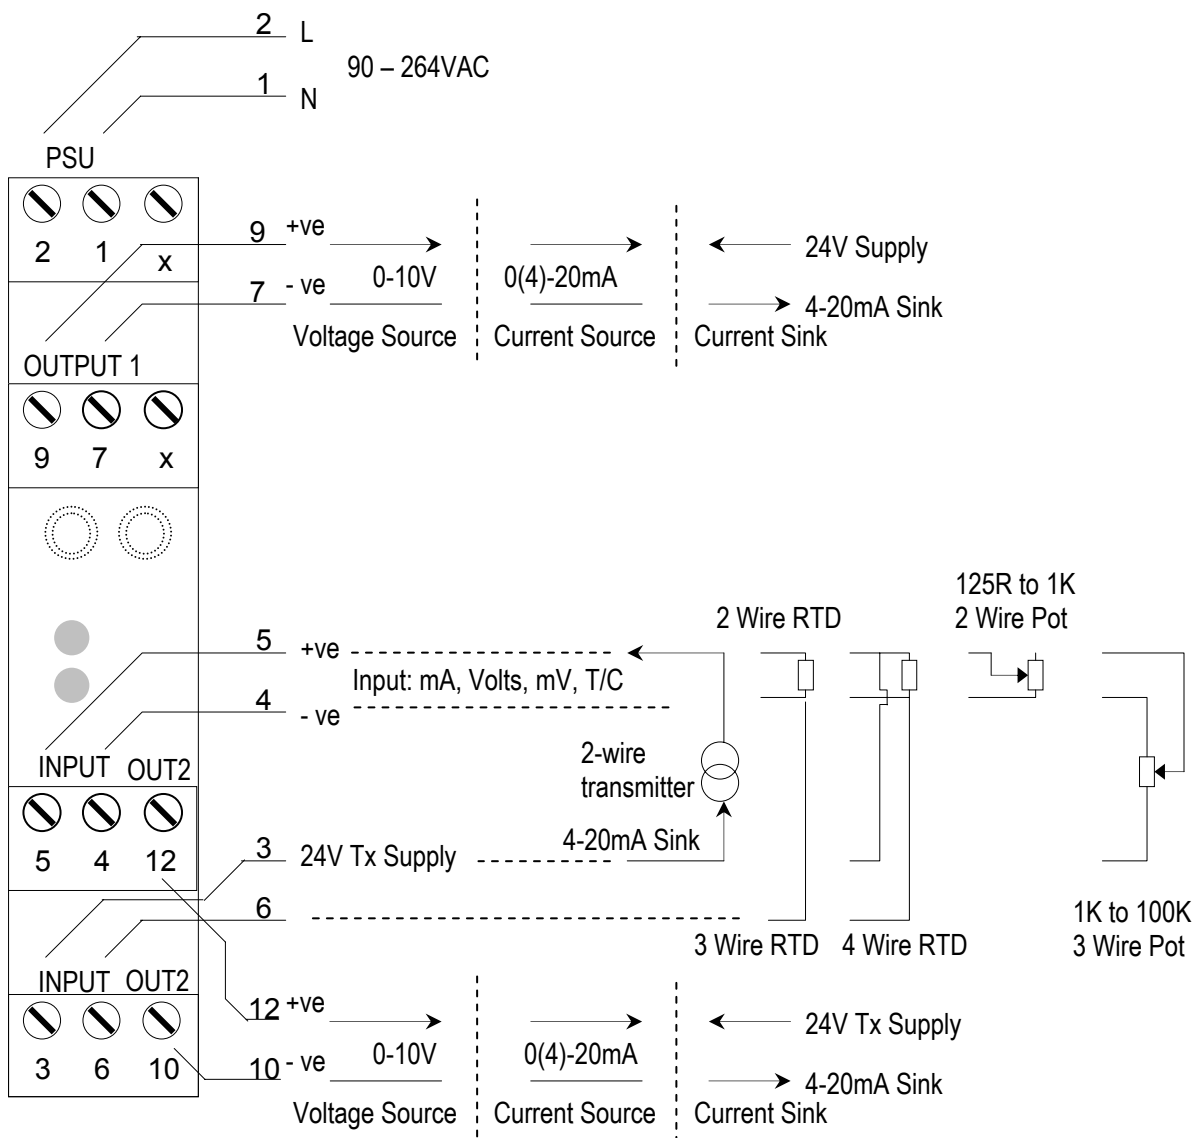 2 L
90 – 264VAC
1 N
PSU
2 1 x
9 +ve
24V Supply
7 - ve 0-10V 0(4)-20mA
4-20mA Sink
Voltage Source Current Source Current Sink
OUTPUT 1
9 7 x
125R to 1K
2 Wire Pot
2 Wire RTD
5 +ve
Input: mA, Volts, mV, T/C
4 - ve
INPUT OUT2
2-wire
transmitter
5 4 12
3 24V Tx Supply
4-20mA Sink
6
3 Wire RTD 4 Wire RTD
1K to 100K
3 Wire Pot
INPUT OUT2
12 +ve
24V Tx Supply
3 6 10
10 - ve 0-10V 0(4)-20mA
4-20mA Sink
Voltage Source Current Source Current Sink